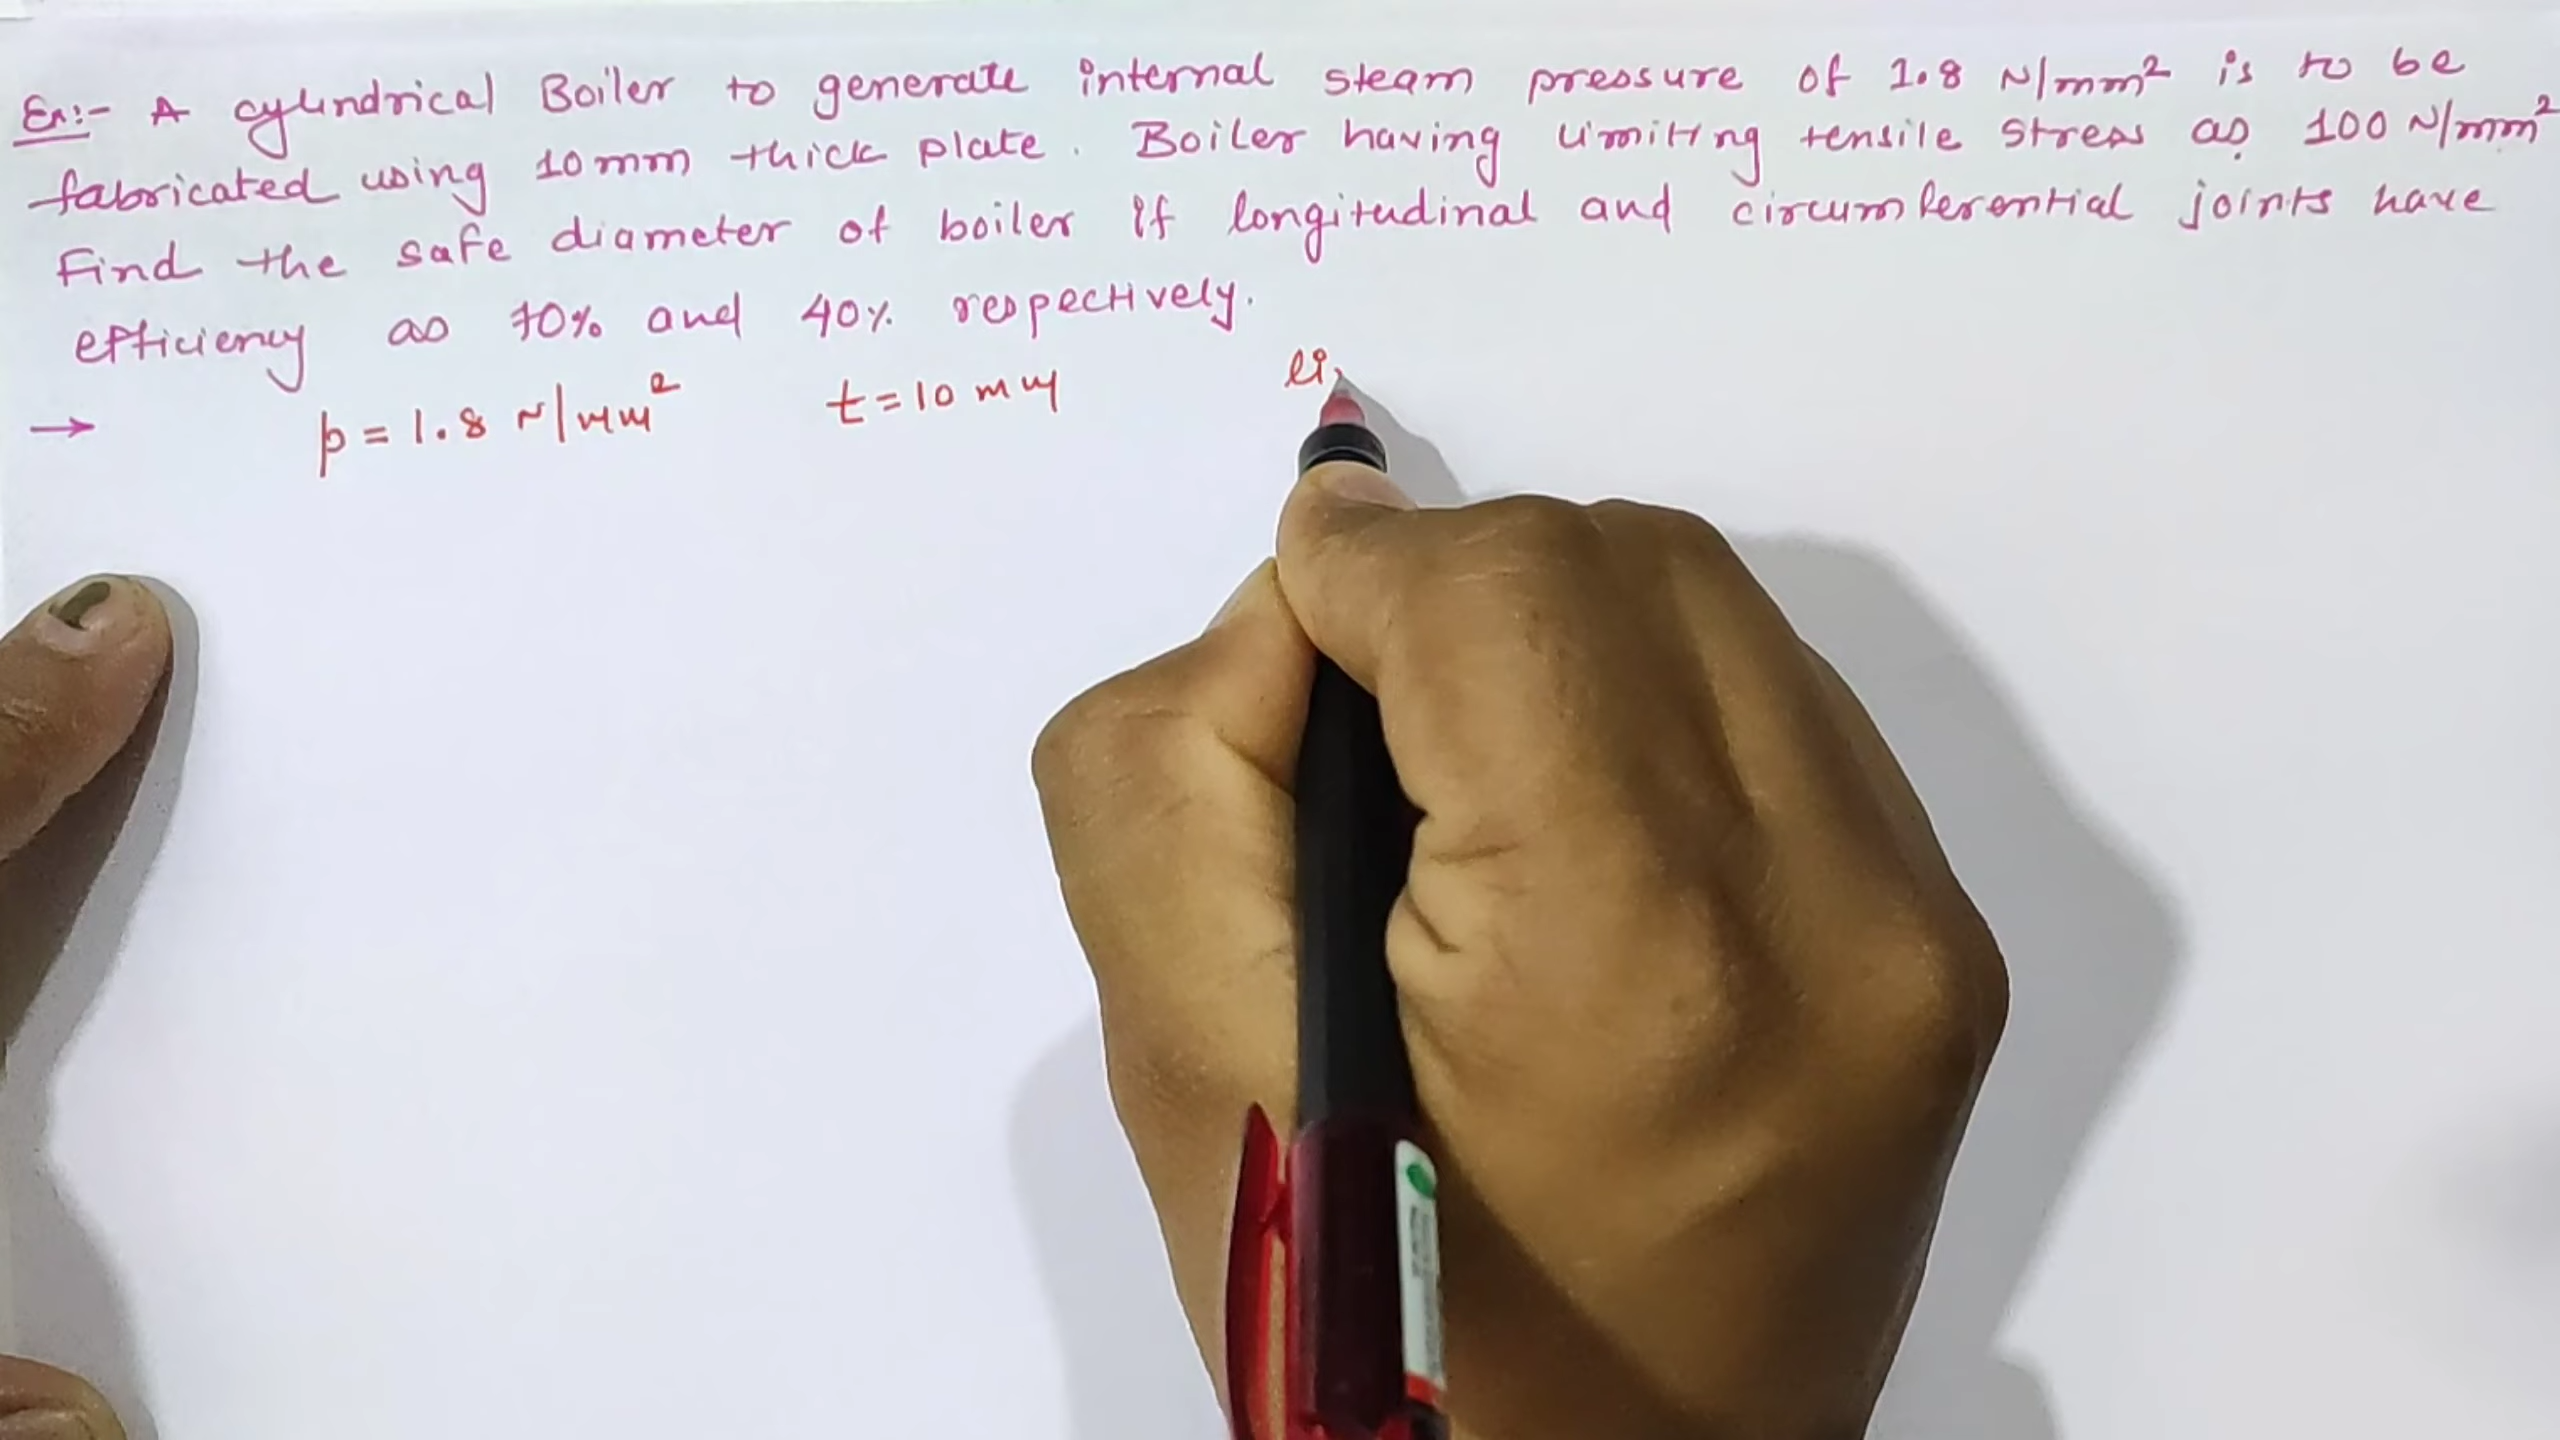 Ex:- A cylindrical Boiler to generate internal steam pressure of 1.8 N/mm² is to be
fabricated using 10mm thick plate. Boiler having limiting tensile stress as 100 N/mm²
Find the safe diameter of boiler if longitudinal and circumferential joints have
efficiency as 70% and 40% respectively.
→ p = 1.8 N/mm² t = 10 mm li